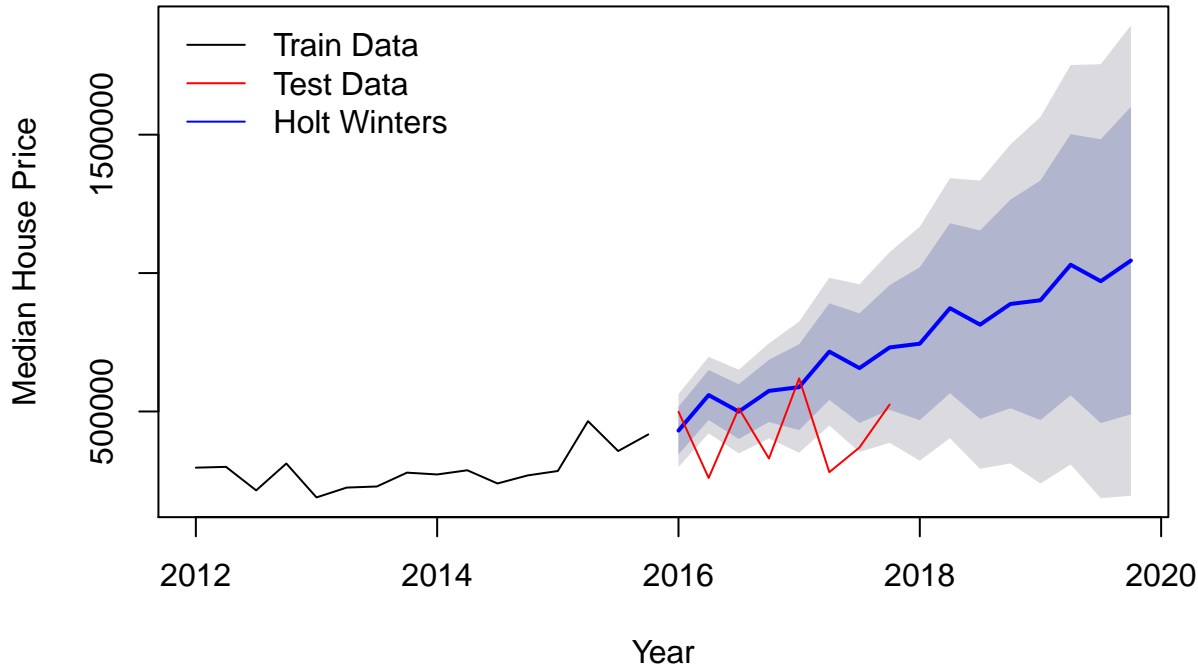 Train Data
Test Data
Holt Winters
Median House Price
1500000
500000
2012
2014
2016
2018
2020
Year